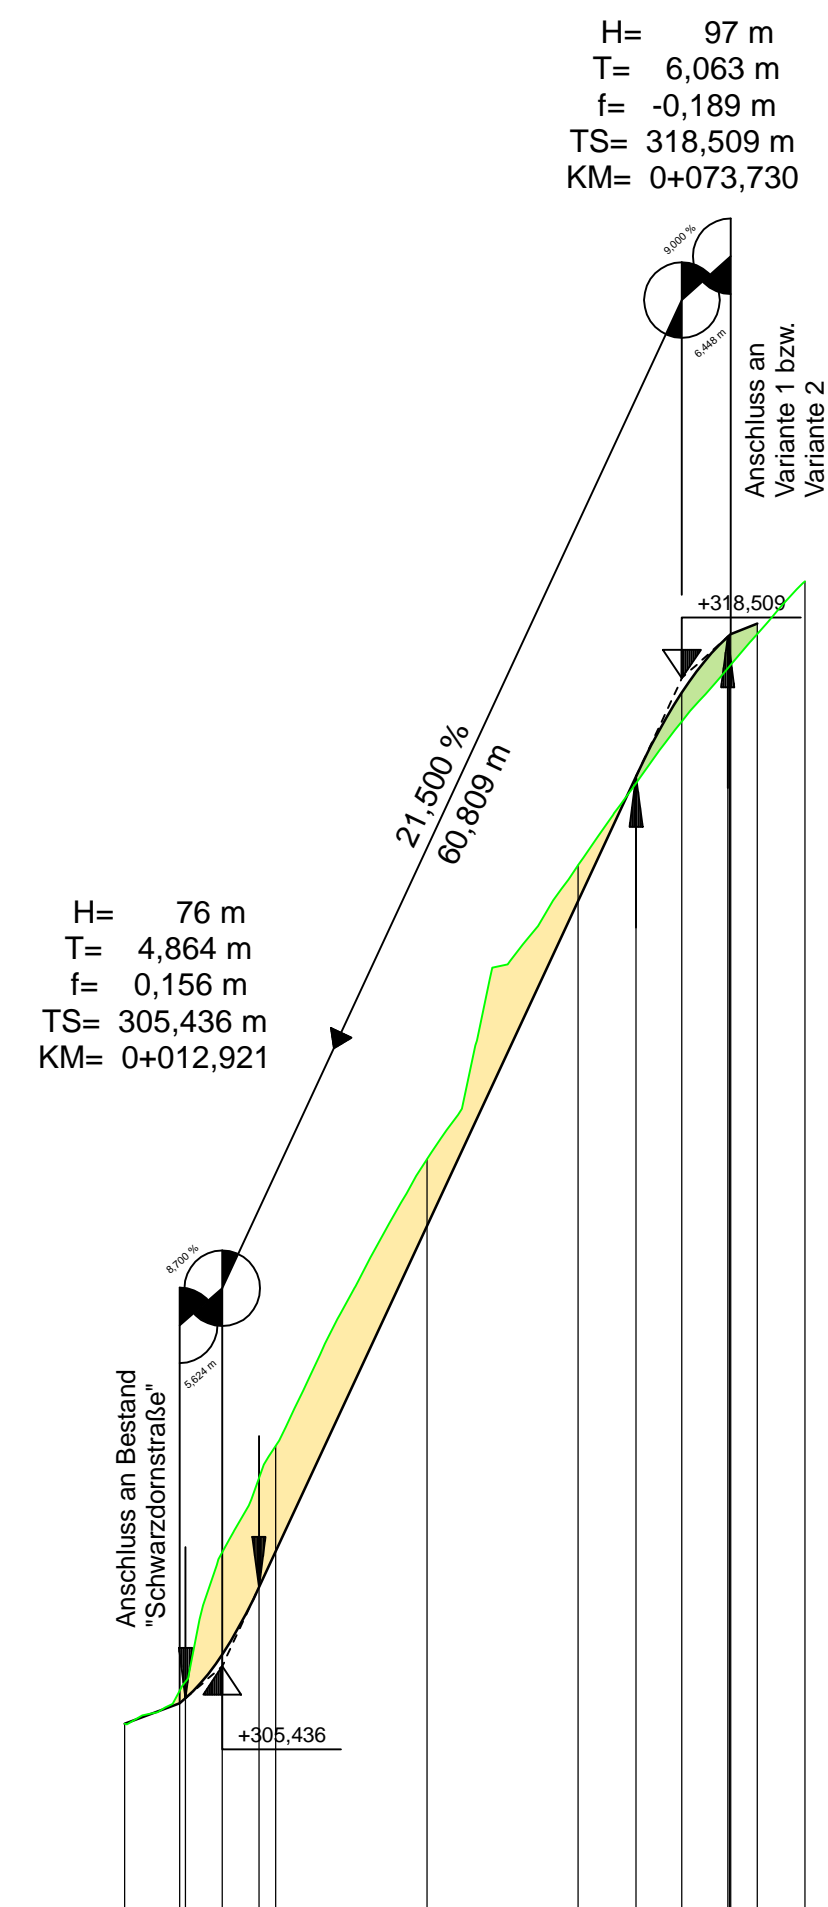 H= 97 m
T= 6,063 m
f= -0,189 m
TS= 318,509 m
KM= 0+073,730
9,000 %
6,448 m
Anschluss an
Variante 1 bzw.
Variante 2
+318,509
21,500 %
60,809 m
H= 76 m
T= 4,864 m
f= 0,156 m
TS= 305,436 m
KM= 0+012,921
8,700 %
5,624 m
Anschluss an Bestand
"Schwarzdornstraße"
+305,436